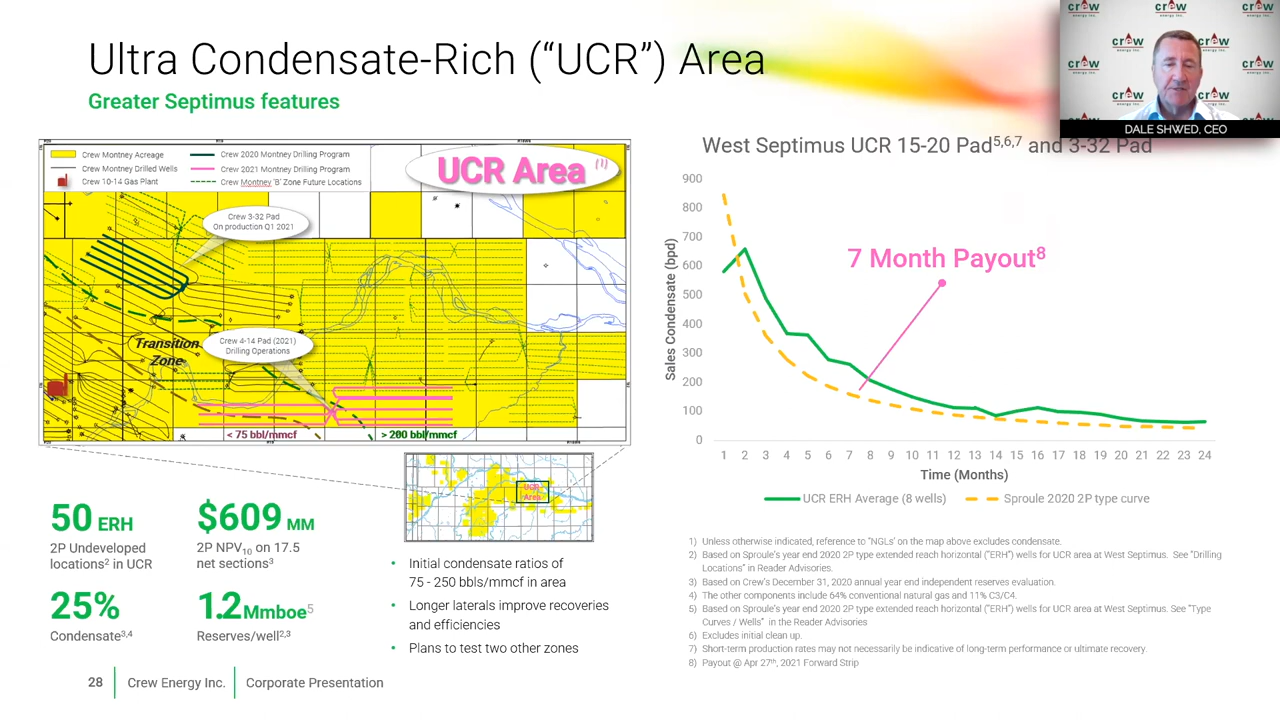 Ultra Condensate-Rich (“UCR”) Area
Greater Septimus features
crew
energy inc.
DALE SHWED, CEO
Crew Montney Acreage
Crew Montney Drilled Wells
Crew 10-14 Gas Plant
Crew 2020 Montney Drilling Program
Crew 2021 Montney Drilling Program
Crew Montney 'B' Zone Future Locations
UCR Area (1)
Crew 3-32 Pad
On production Q1 2021
Transition
Zone
Crew 4-14 Pad (2021)
Drilling Operations
< 75 bbl/mmcf
> 200 bbl/mmcf
UCR
Area
West Septimus UCR 15-20 Pad5,6,7 and 3-32 Pad
Sales Condensate (bpd)
900
800
700
600
500
400
300
200
100
0
7 Month Payout8
1 2 3 4 5 6 7 8 9 10 11 12 13 14 15 16 17 18 19 20 21 22 23 24
Time (Months)
UCR ERH Average (8 wells)
Sproule 2020 2P type curve
50 ERH
2P Undeveloped
locations2 in UCR
$609 MM
2P NPV10 on 17.5
net sections3
25%
Condensate3,4
1.2Mmboe5
Reserves/well2,3
• Initial condensate ratios of
75 - 250 bbls/mmcf in area
• Longer laterals improve recoveries
and efficiencies
• Plans to test two other zones
1) Unless otherwise indicated, reference to "NGLs' on the map above excludes condensate.
2) Based on Sproule's year end 2020 2P type extended reach horizontal ("ERH") wells for UCR area at West Septimus. See "Drilling
Locations" in Reader Advisories.
3) Based on Crew's December 31, 2020 annual year end independent reserves evaluation.
4) The other components include 64% conventional natural gas and 11% C3/C4.
5) Based on Sproule's year end 2020 2P type extended reach horizontal ("ERH") wells for UCR area at West Septimus. See "Type
Curves / Wells" in the Reader Advisories
6) Excludes initial clean up.
7) Short-term production rates may not necessarily be indicative of long-term performance or ultimate recovery.
8) Payout @ Apr 27th, 2021 Forward Strip
28
Crew Energy Inc.
Corporate Presentation